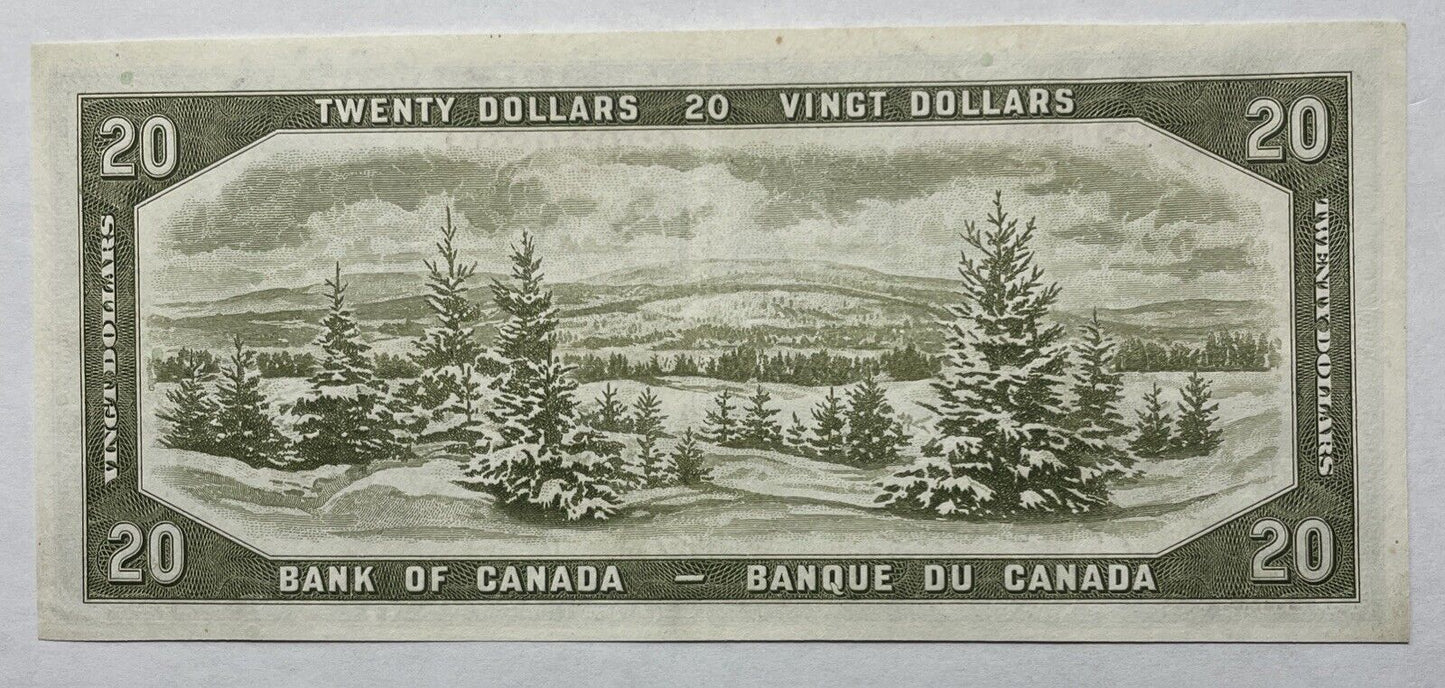 TWENTY DOLLARS 20 VINGT DOLLARS
20
20
VINGT DOLLARS
TWENTY DOLLARS
20
20
BANK OF CANADA — BANQUE DU CANADA